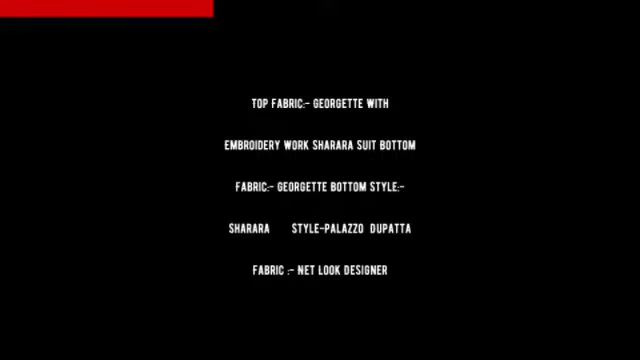 TOP FABRIC:- GEORGETTE WITH
EMBROIDERY WORK SHARARA SUIT BOTTOM
FABRIC:- GEORGETTE BOTTOM STYLE:-
SHARARA STYLE-PALAZZO DUPATTA
FABRIC :- NET LOOK DESIGNER